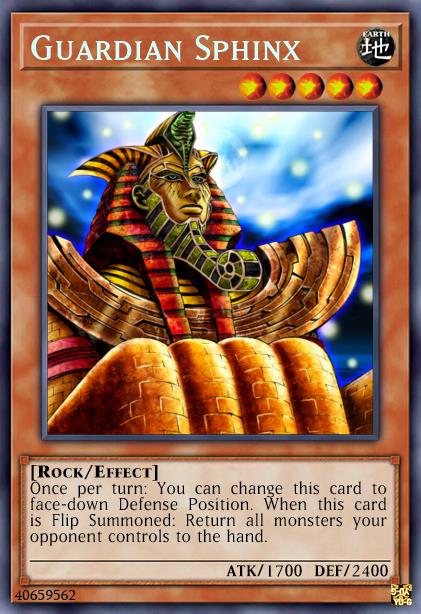 Guardian Sphinx
EARTH
地
[Rock/Effect]
Once per turn: You can change this card to
face-down Defense Position. When this card
is Flip Summoned: Return all monsters your
opponent controls to the hand.
ATK/1700 DEF/2400
40659562